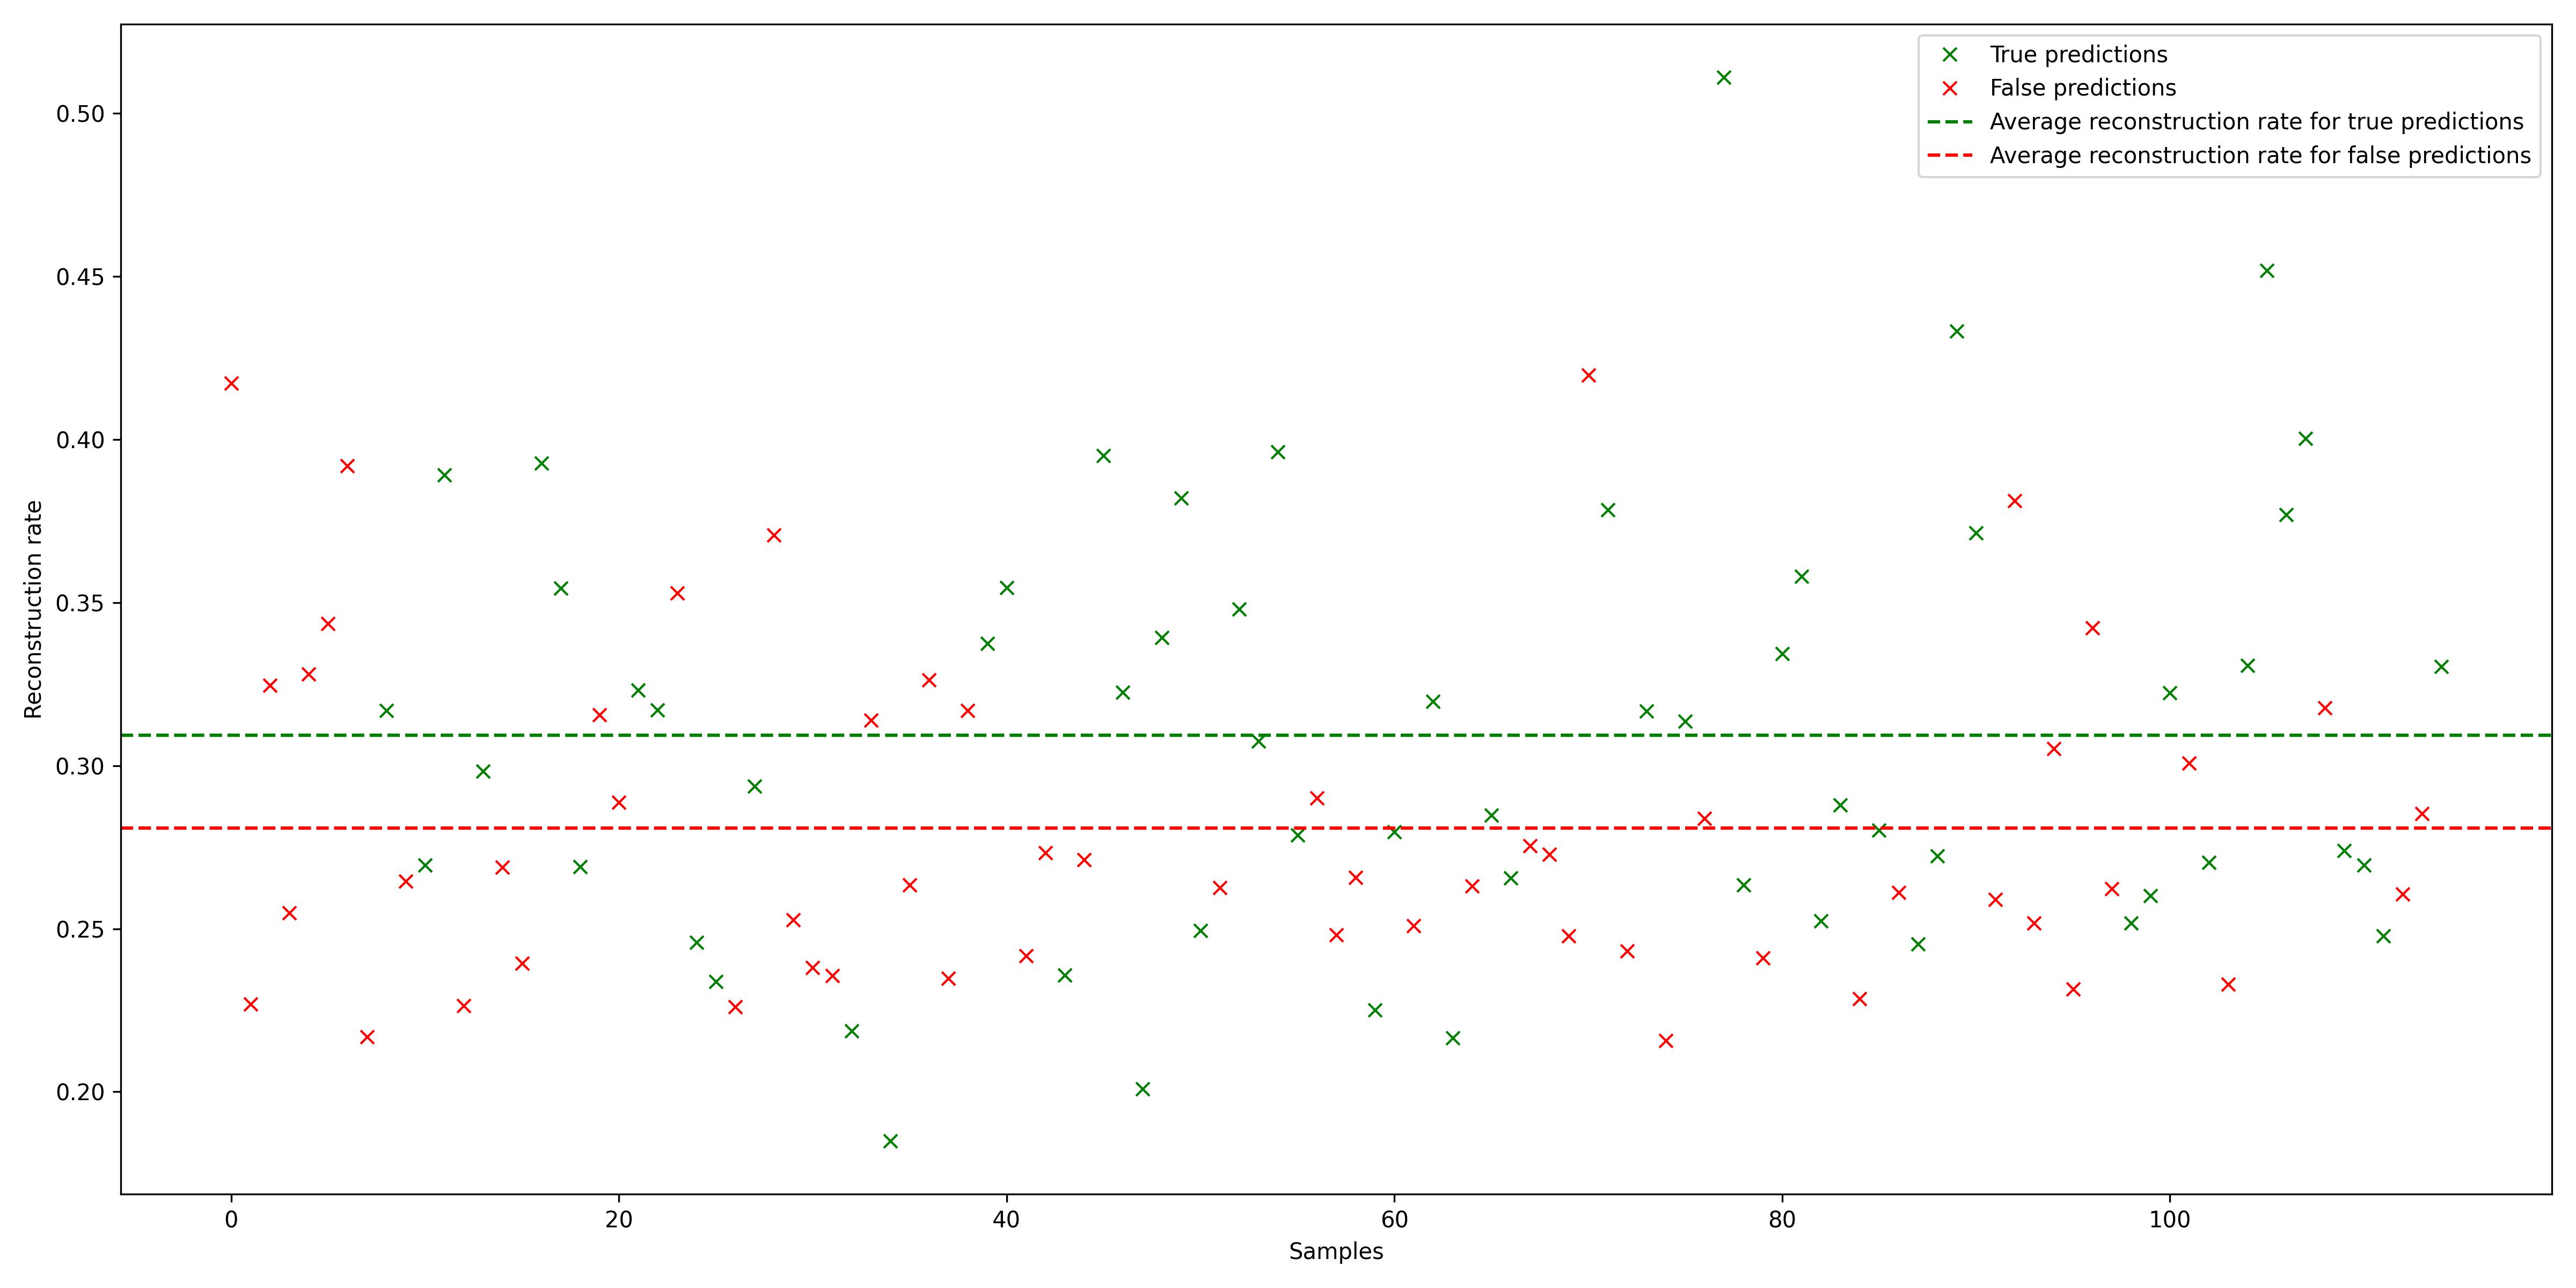 True predictions
False predictions
Average reconstruction rate for true predictions
Average reconstruction rate for false predictions
0.50
0.45
0.40
0.35
0.30
0.25
0.20
Reconstruction rate
0 20 40 60 80 100
Samples